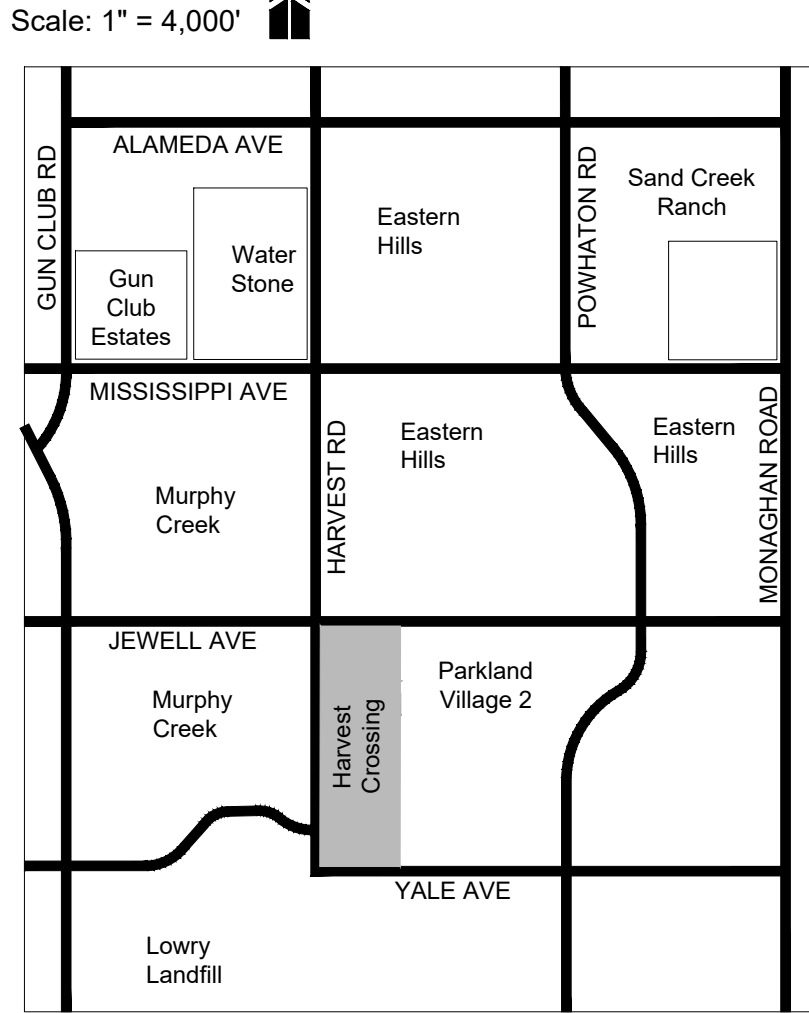 Scale: 1" = 4,000'
ALAMEDA AVE
GUN CLUB RD
POWHATON RD
Sand Creek
Ranch
Eastern
Hills
Water
Stone
Gun
Club
Estates
MISSISSIPPI AVE
HARVEST RD
MONAGHAN ROAD
Eastern
Hills
Eastern
Hills
Murphy
Creek
JEWELL AVE
Murphy
Creek
Harvest
Crossing
Parkland
Village 2
YALE AVE
Lowry
Landfill